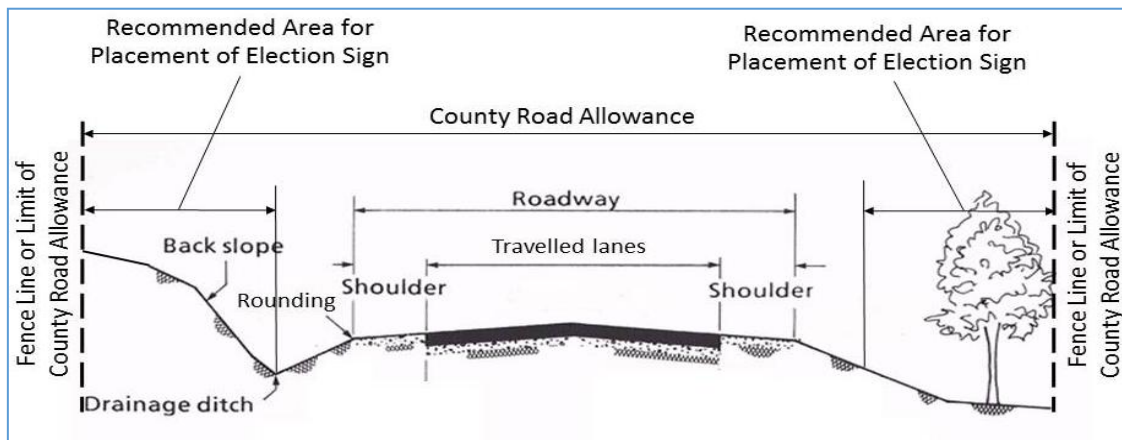 Recommended Area for
Placement of Election Sign
Recommended Area for
Placement of Election Sign
County Road Allowance
Fence Line or Limit of
County Road Allowance
Fence Line or Limit of
County Road Allowance
Roadway
Back slope
Travelled lanes
Rounding
Shoulder
Shoulder
Drainage ditch